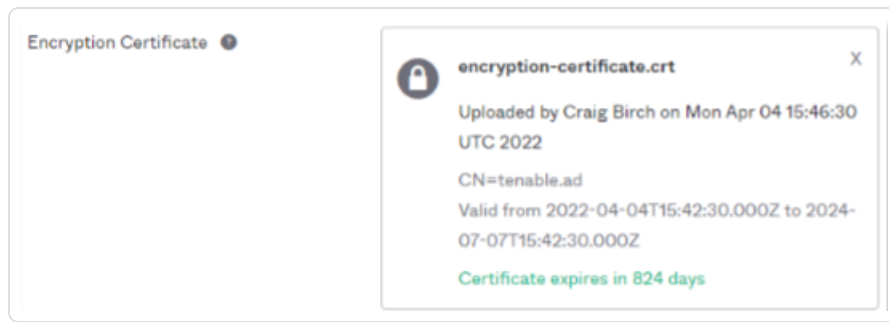 Encryption Certificate ?
encryption-certificate.crt X
Uploaded by Craig Birch on Mon Apr 04 15:46:30
UTC 2022
CN=tenable.ad
Valid from 2022-04-04T15:42:30.000Z to 2024-
07-07T15:42:30.000Z
Certificate expires in 824 days